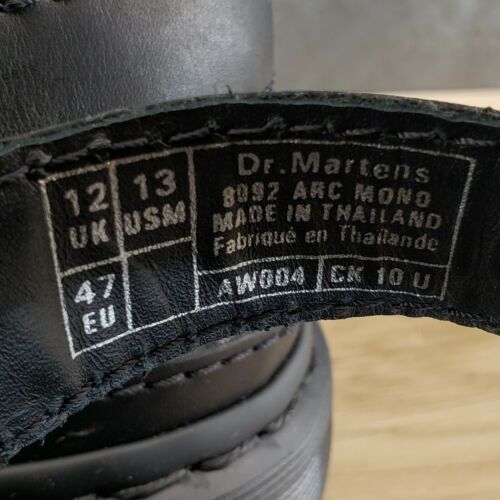 12 UK
13 USM
47 EU
Dr. Martens
8092 ARC MONO
MADE IN THAILAND
Fabriqué en Thaïlande
AW004
CK 10 U